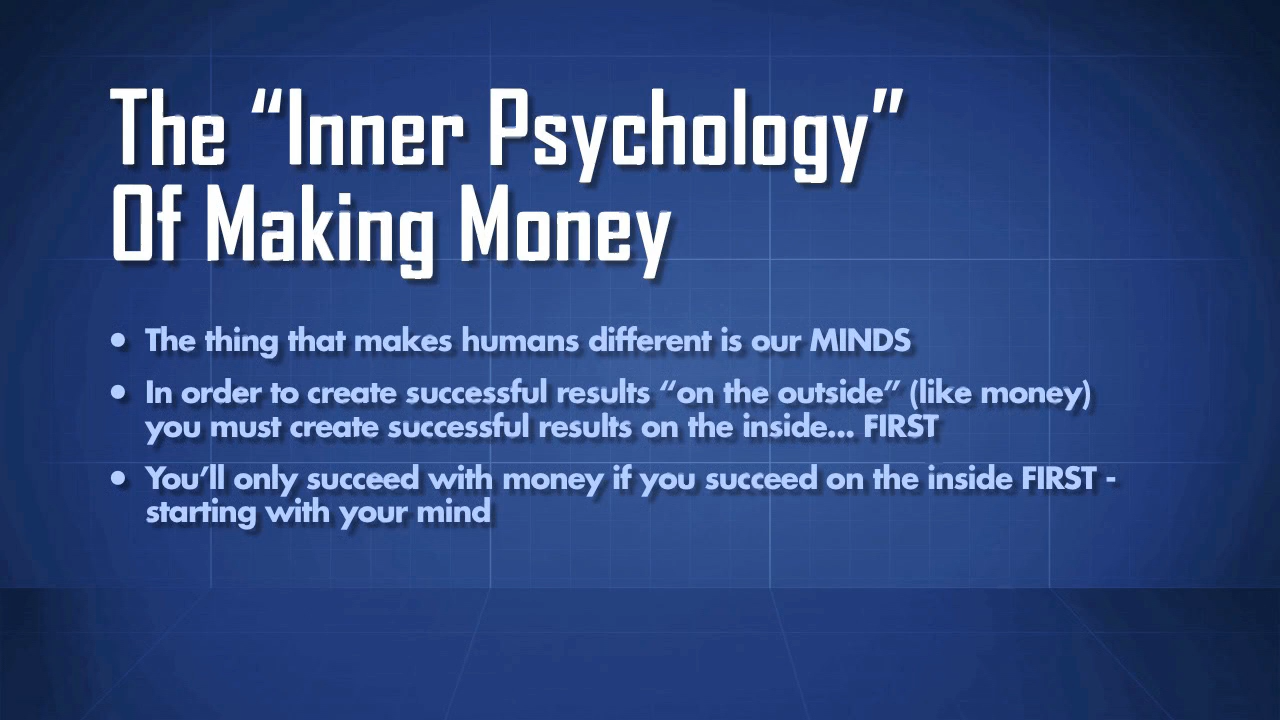 The “Inner Psychology”
Of Making Money
• The thing that makes humans different is our MINDS
• In order to create successful results “on the outside” (like money)
you must create successful results on the inside... FIRST
• You’ll only succeed with money if you succeed on the inside FIRST -
starting with your mind